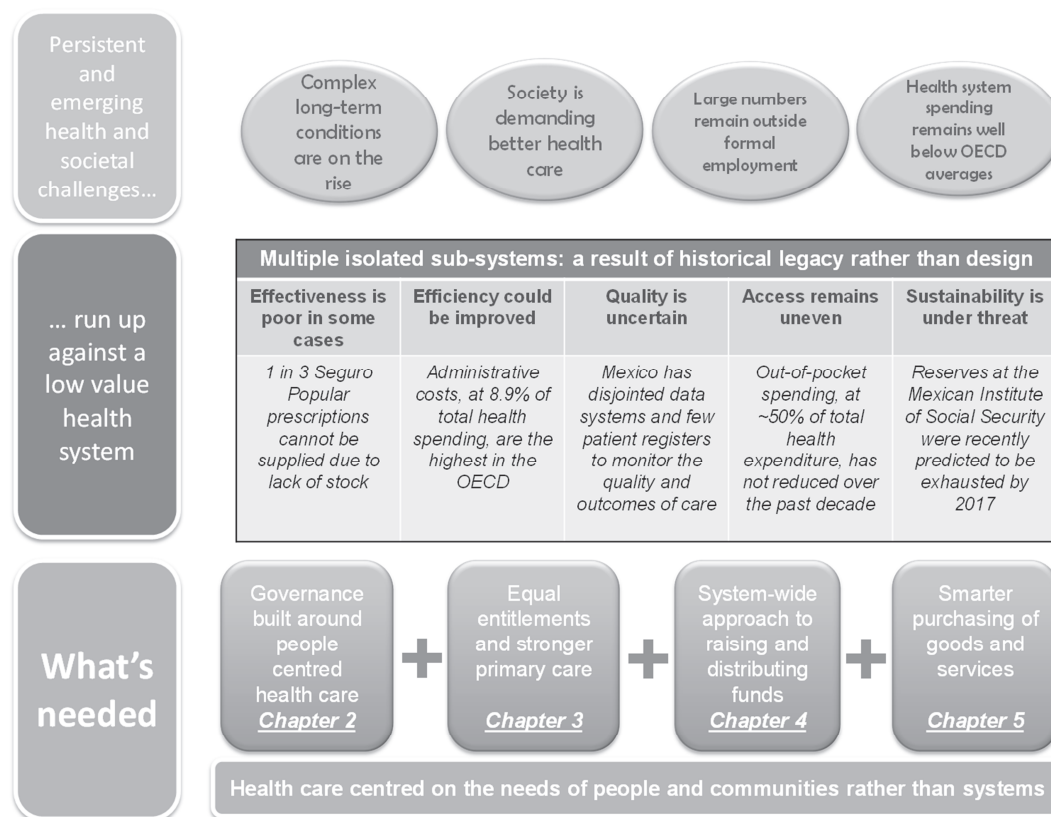 Persistent
and
emerging
health and
societal
challenges...
Complex
long-term
conditions
are on the
rise
Society is
demanding
better health
care
Large numbers
remain outside
formal
employment
Health system
spending
remains well
below OECD
averages
... run up
against a
low value
health
system
Multiple isolated sub-systems: a result of historical legacy rather than design
Effectiveness is
poor in some
cases
Efficiency could
be improved
Quality is
uncertain
Access remains
uneven
Sustainability is
under threat
1 in 3 Seguro
Popular
prescriptions
cannot be
supplied due to
lack of stock
Administrative
costs, at 8.9% of
total health
spending, are the
highest in the
OECD
Mexico has
disjointed data
systems and few
patient registers
to monitor the
quality and
outcomes of care
Out-of-pocket
spending, at
~50% of total
health
expenditure, has
not reduced over
the past decade
Reserves at the
Mexican Institute
of Social Security
were recently
predicted to be
exhausted by
2017
What's
needed
Governance
built around
people
centred
health care
Chapter 2
+
Equal
entitlements
and stronger
primary care
Chapter 3
+
System-wide
approach to
raising and
distributing
funds
Chapter 4
+
Smarter
purchasing of
goods and
services
Chapter 5
Health care centred on the needs of people and communities rather than systems